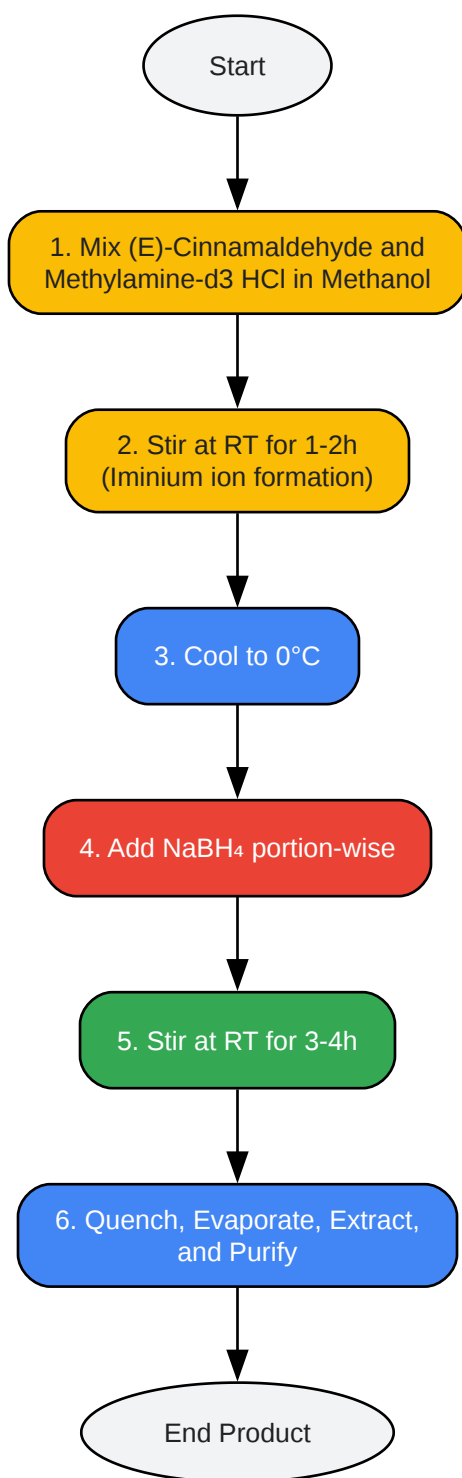 Start
1. Mix (E)-Cinnamaldehyde and
Methylamine-d3 HCl in Methanol
2. Stir at RT for 1-2h
(Iminium ion formation)
3. Cool to 0°C
4. Add NaBH₄ portion-wise
5. Stir at RT for 3-4h
6. Quench, Evaporate, Extract,
and Purify
End Product